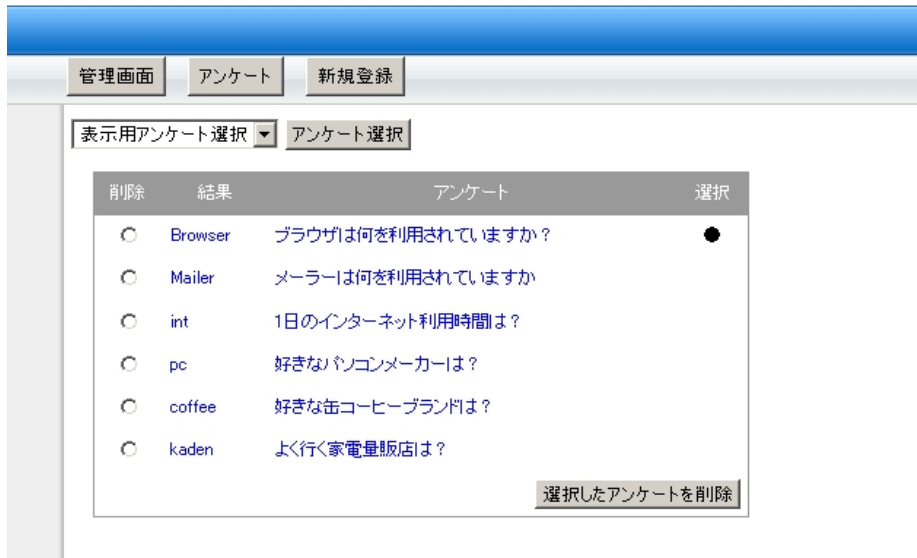 管理画面 アンケート 新規登録
表示用アンケート選択 アンケート選択
削除 結果 アンケート 選択
Browser ブラウザは何を利用されていますか？
Mailer メーラーは何を利用されていますか
int 1日のインターネット利用時間は？
pc 好きなパソコンメーカーは？
coffee 好きな缶コーヒーブランドは？
kaden よく行く家電量販店は？
選択したアンケートを削除